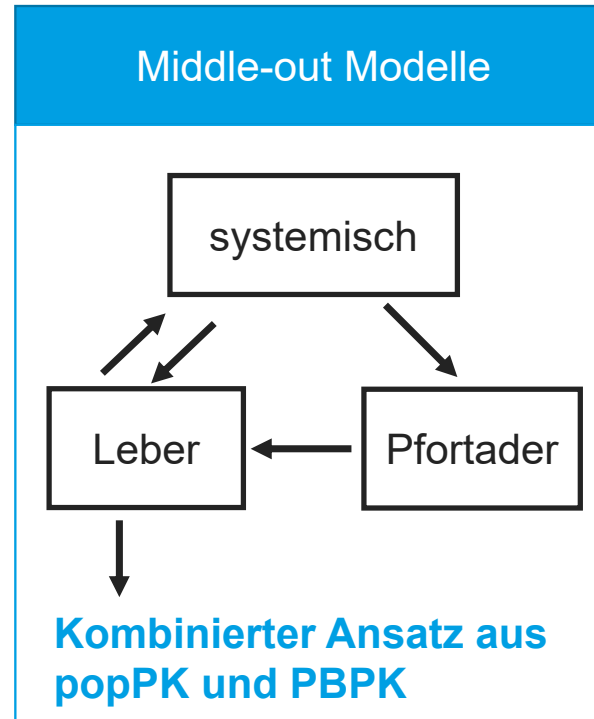 Middle-out Modelle
systemisch
Leber
Pfortader
Kombinierter Ansatz aus
popPK und PBPK